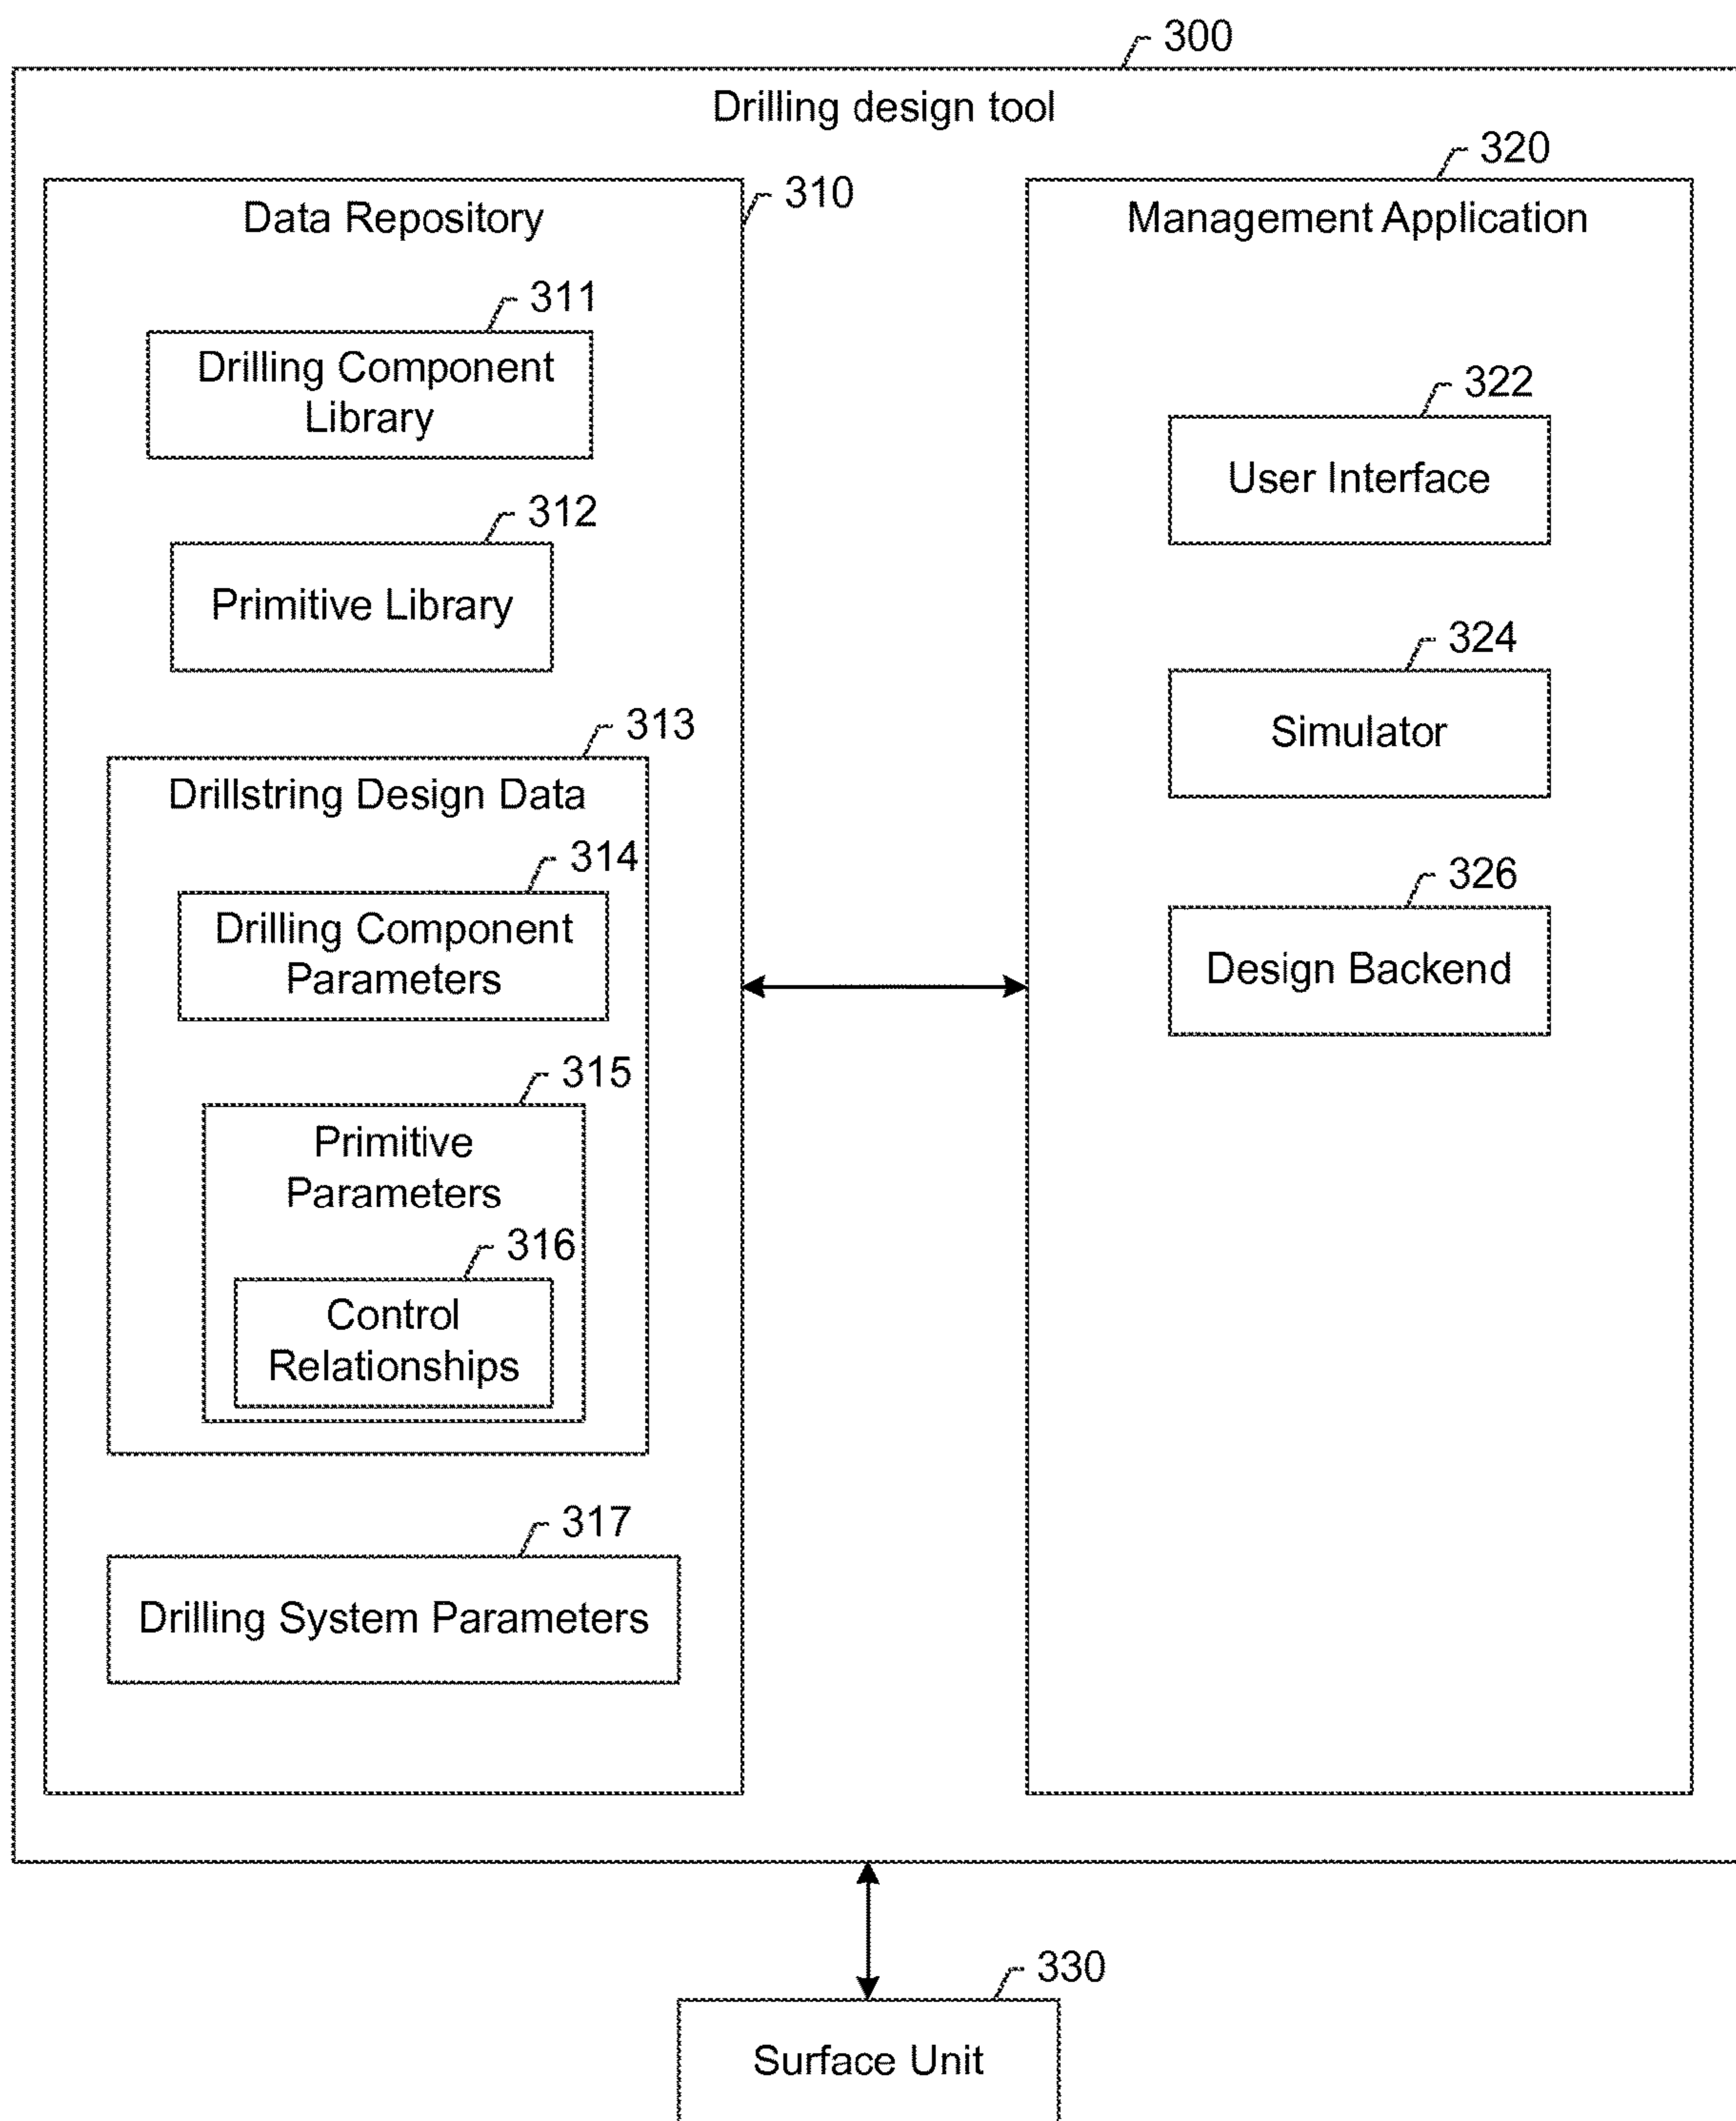 300
Drilling design tool
310
Data Repository
311
Drilling Component
Library
312
Primitive Library
313
Drillstring Design Data
314
Drilling Component
Parameters
315
Primitive
Parameters
316
Control
Relationships
317
Drilling System Parameters
320
Management Application
322
User Interface
324
Simulator
326
Design Backend
330
Surface Unit